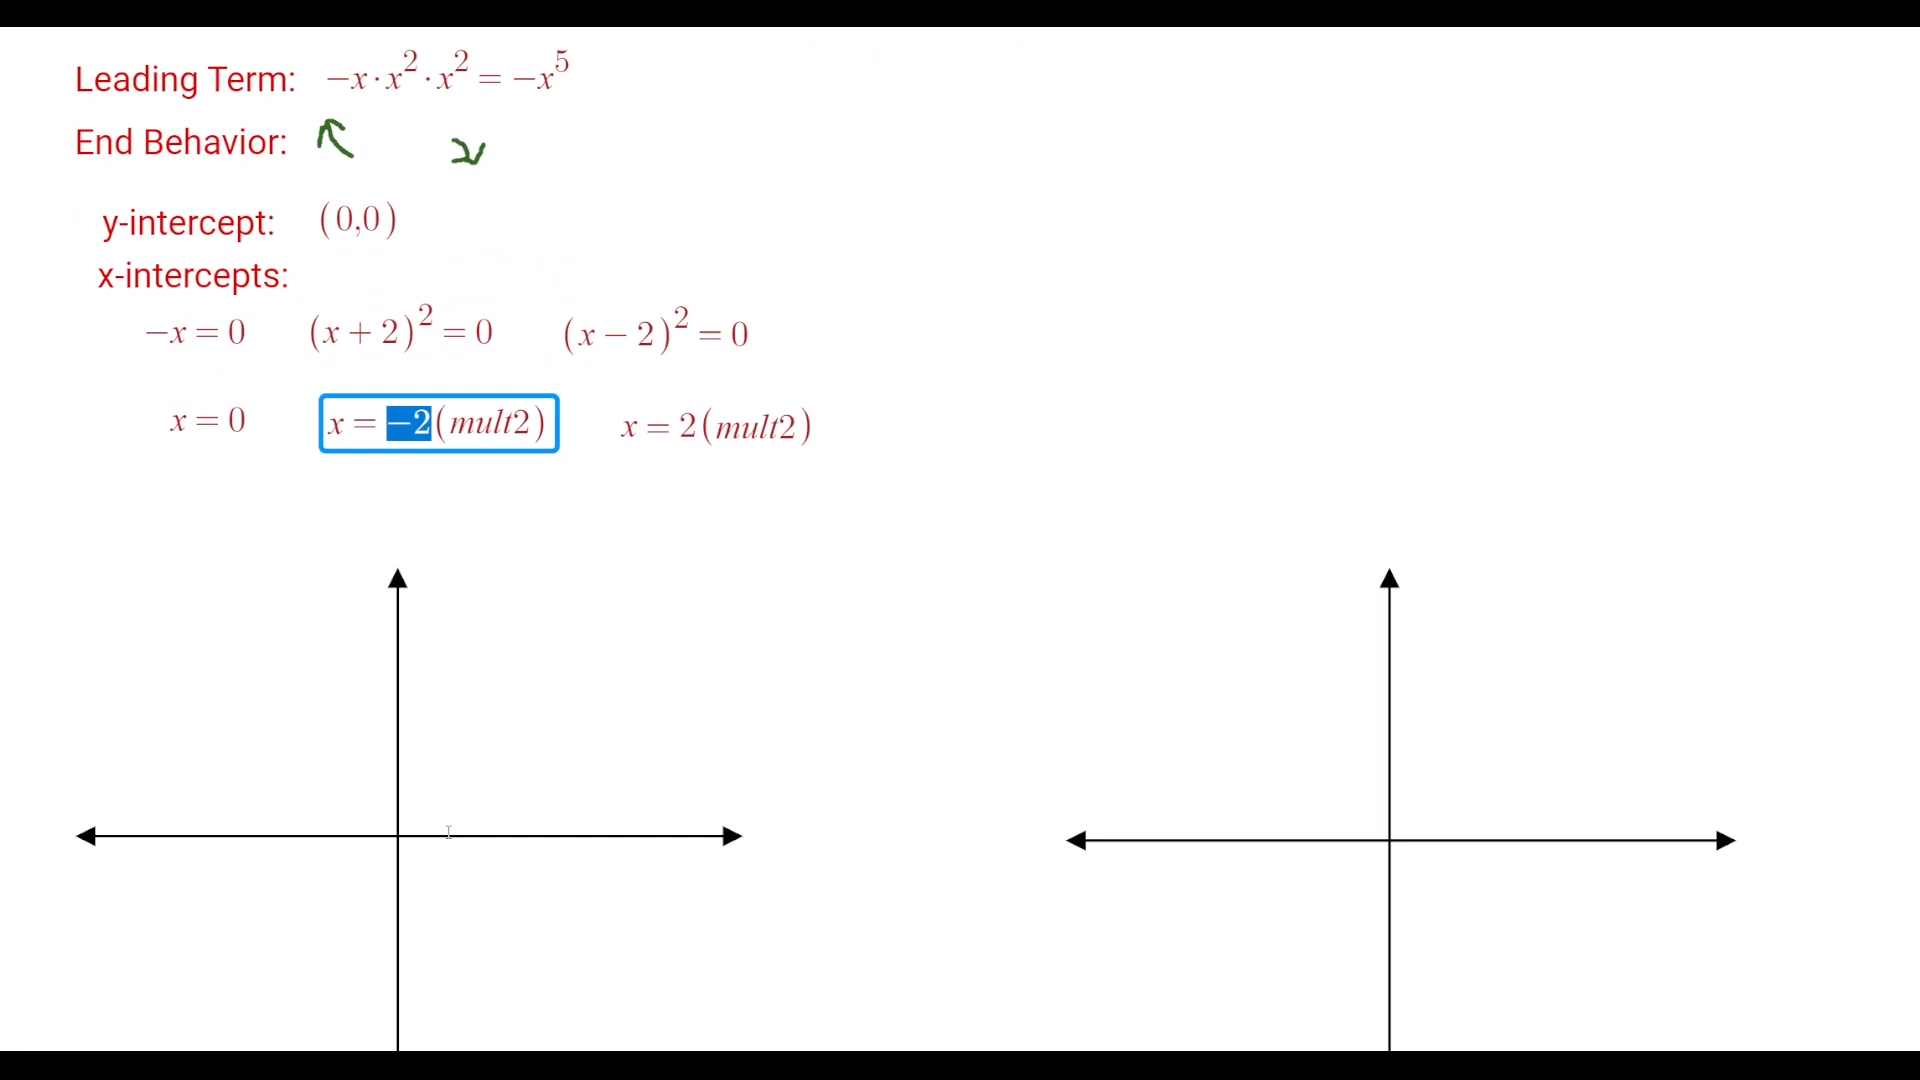 Leading Term: −x·x²·x² = −x⁵
End Behavior:
y-intercept: (0,0)
x-intercepts:
−x = 0 (x + 2)² = 0 (x − 2)² = 0
x = 0 x = −2(mult2) x = 2(mult2)